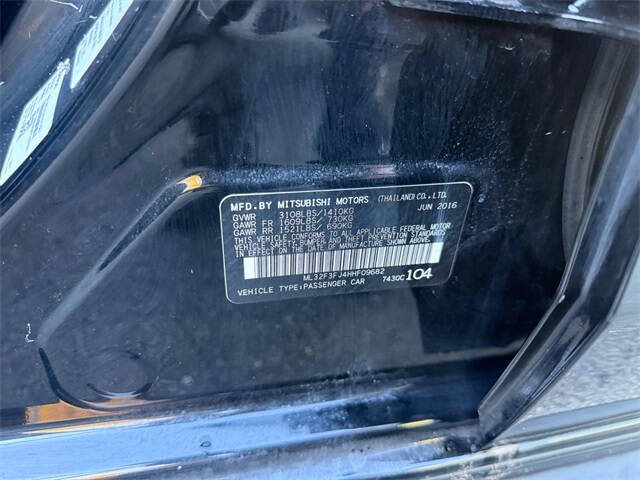 MFD.BY MITSUBISHI MOTORS (THAILAND) CO., LTD.
GVWR 3108LBS/1410KG JUN 2016
GAWR FR 1609LBS/ 730KG
GAWR RR 1521LBS/ 690KG
THIS VEHICLE CONFORMS TO ALL APPLICABLE FEDERAL MOTOR
VEHICLE SAFETY, BUMPER AND THEFT PREVENTION STANDARDS
IN EFFECT ON THE DATE OF MANUFACTURE SHOWN ABOVE.
ML32F3FJ4HHF09682
VEHICLE TYPE:PASSENGER CAR 7430C104